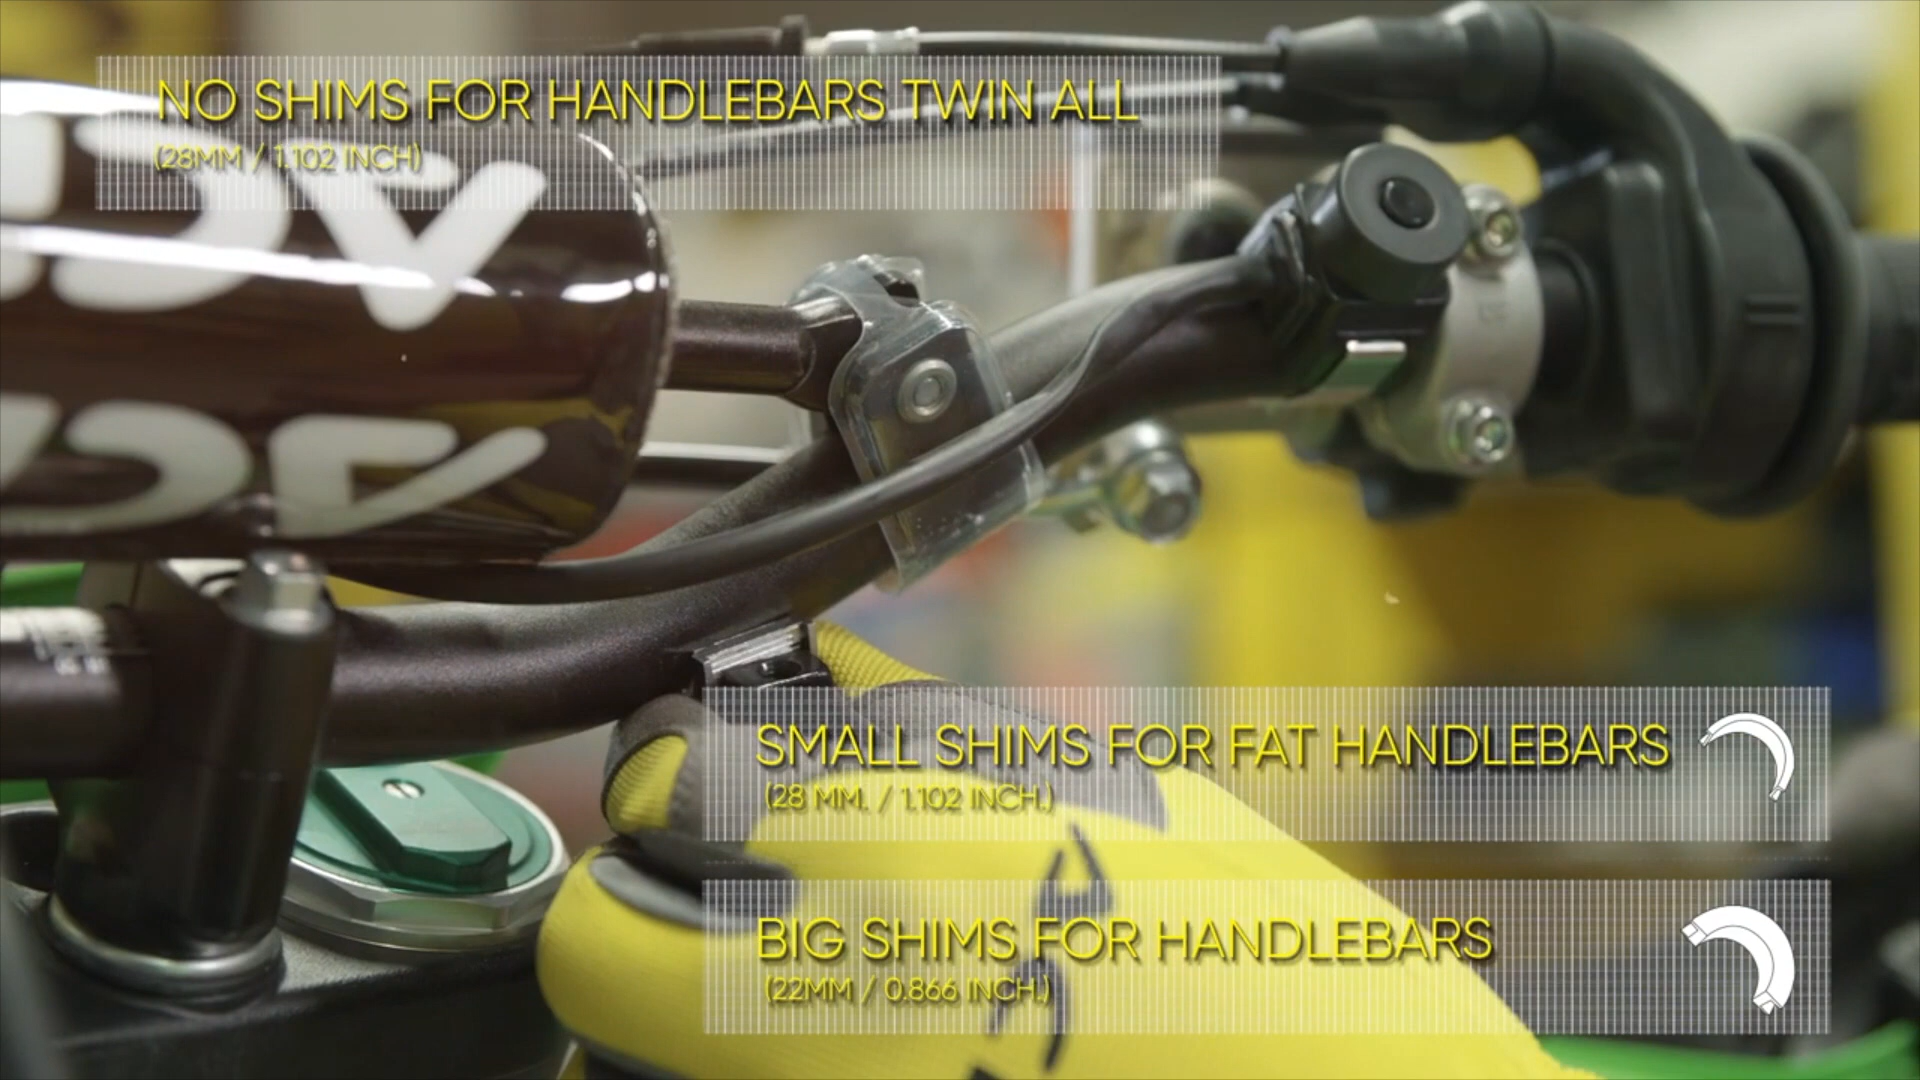 NO SHIMS FOR HANDLEBARS TWIN ALL
(28MM / 1.102 INCH)
SMALL SHIMS FOR FAT HANDLEBARS
(28 MM. / 1.102 INCH.)
BIG SHIMS FOR HANDLEBARS
(22MM / 0.866 INCH.)